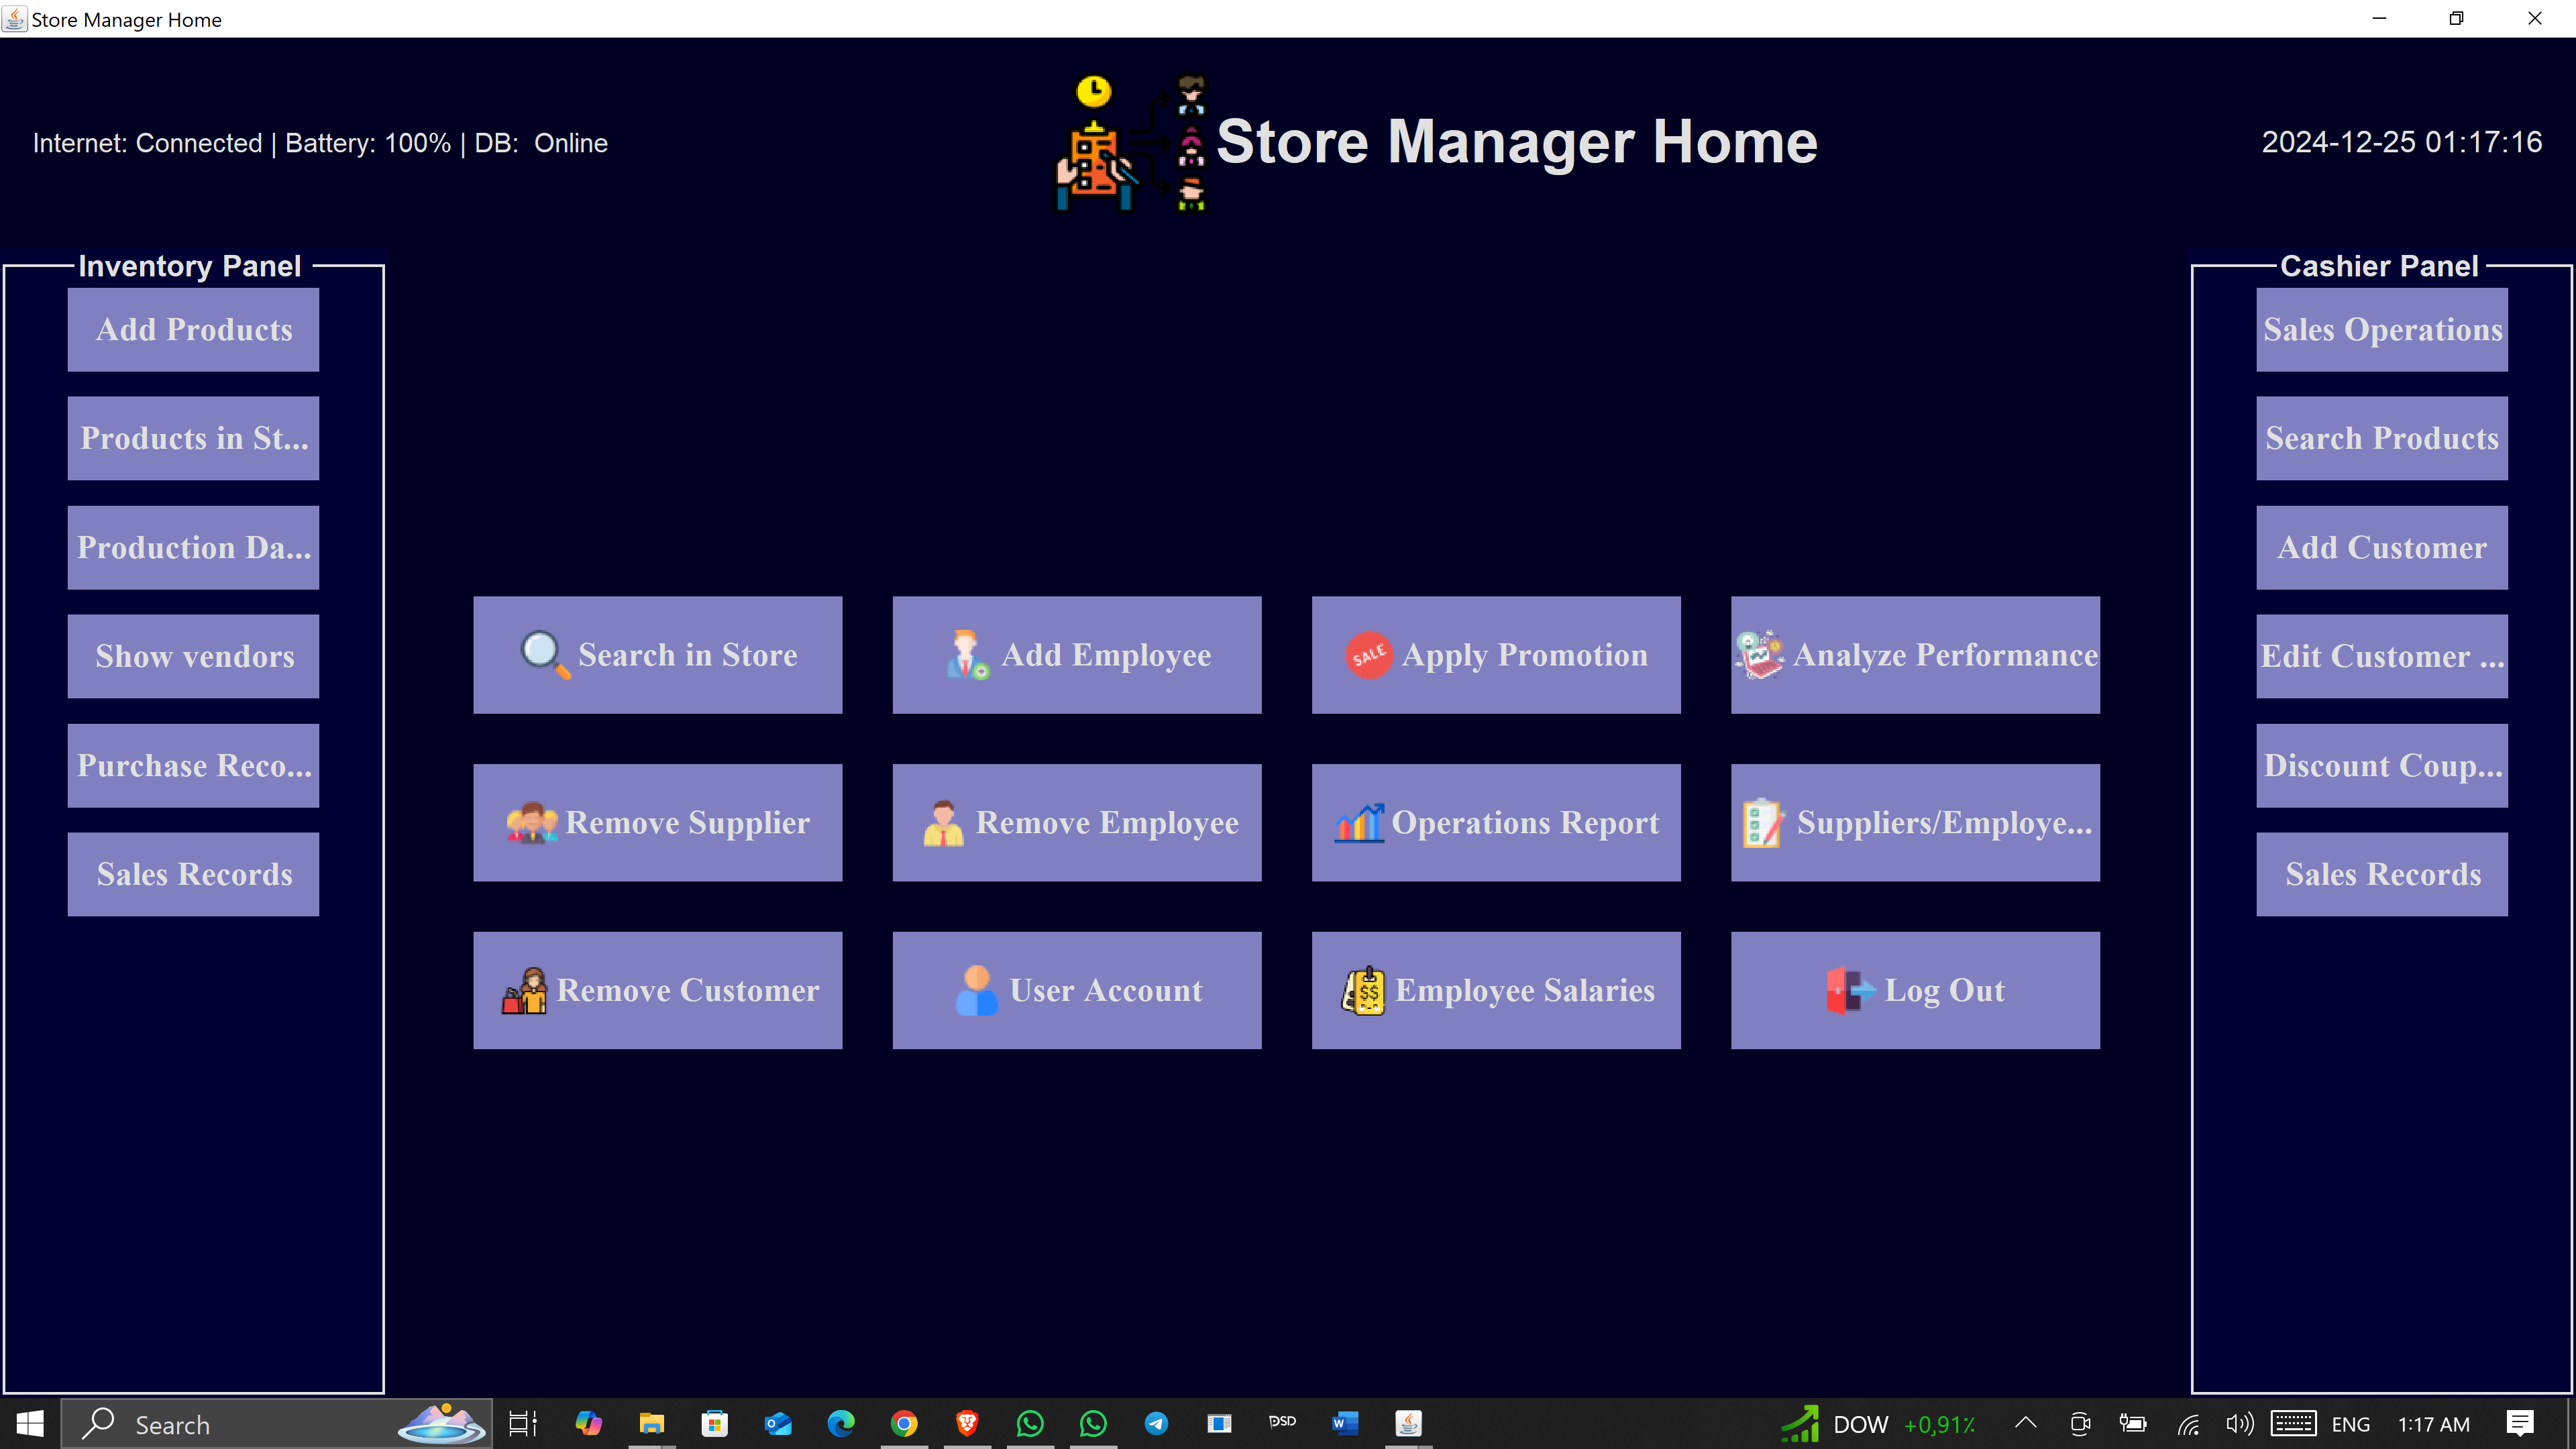 Store Manager Home
Internet: Connected | Battery: 100% | DB:  Online
Store Manager Home
2024-12-25 01:17:16
Inventory Panel
Add Products
Products in St...
Production Da...
Show vendors
Purchase Reco...
Sales Records
Search in Store
Add Employee
SALE
Apply Promotion
Analyze Performance
Remove Supplier
Remove Employee
Operations Report
Suppliers/Employe...
Remove Customer
User Account
$$
Employee Salaries
Log Out
Cashier Panel
Sales Operations
Search Products
Add Customer
Edit Customer ...
Discount Coup...
Sales Records
Search
PSD
DOW +0,91%
ENG
1:17 AM